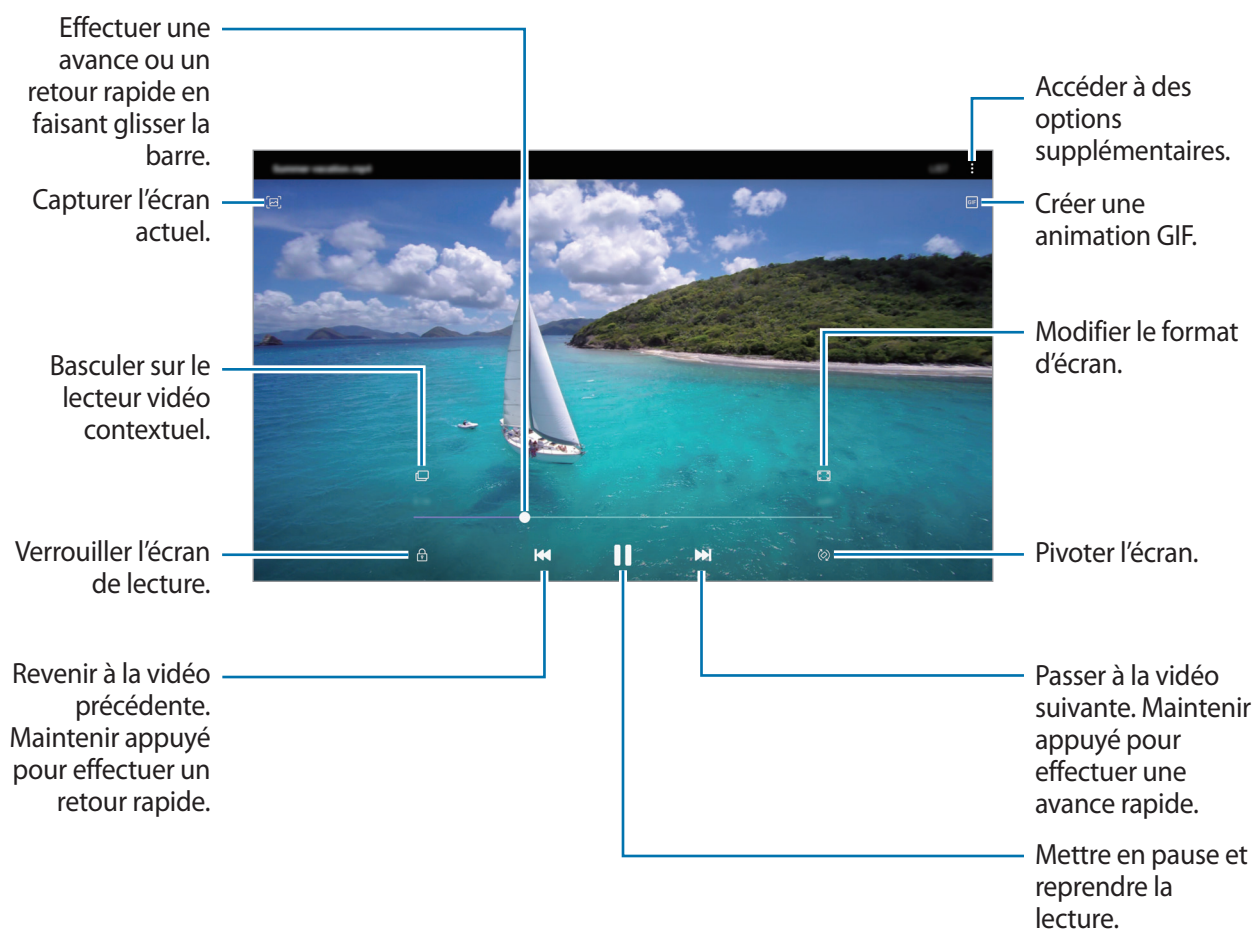 Effectuer une
avance ou un
retour rapide en
faisant glisser la
barre.
Capturer l’écran
actuel.
Basculer sur le
lecteur vidéo
contextuel.
Verrouiller l’écran
de lecture.
Revenir à la vidéo
précédente.
Maintenir appuyé
pour effectuer un
retour rapide.
Accéder à des
options
supplémentaires.
GIF
Créer une
animation GIF.
Modifier le format
d’écran.
Pivoter l’écran.
Passer à la vidéo
suivante. Maintenir
appuyé pour
effectuer une
avance rapide.
Mettre en pause et
reprendre la
lecture.